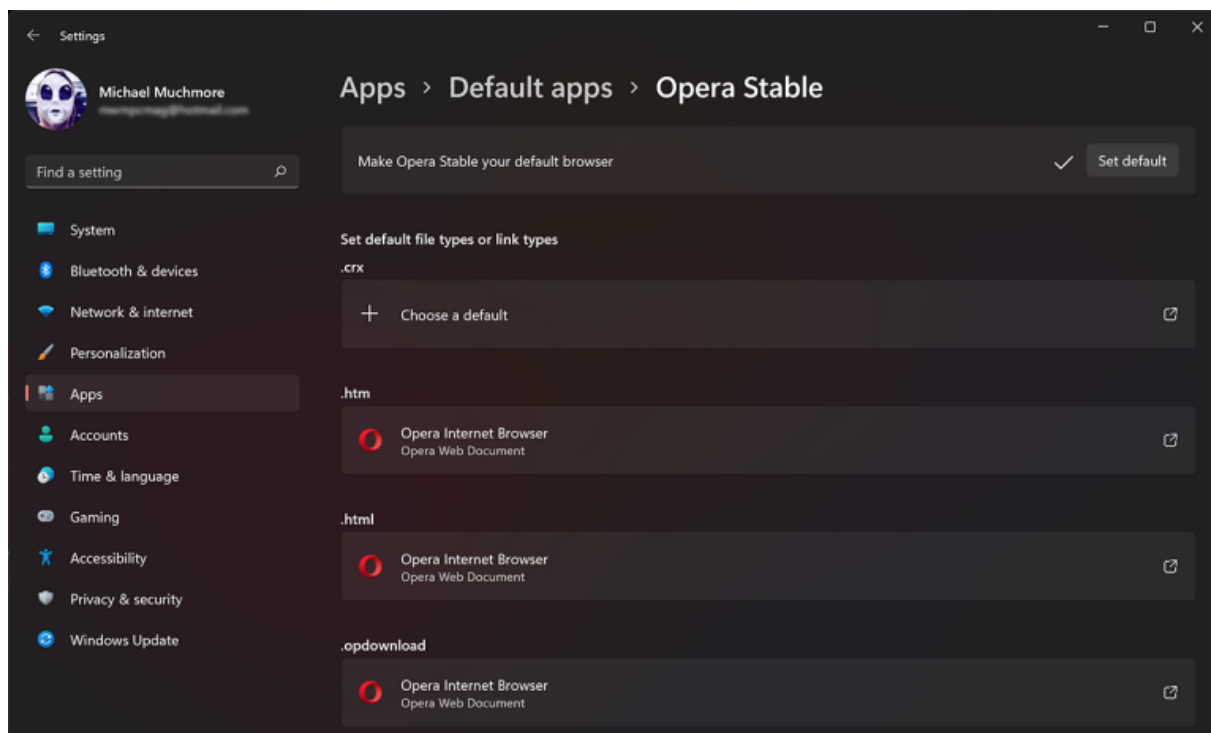 Settings
Michael Muchmore
Find a setting
System
Bluetooth & devices
Network & internet
Personalization
Apps
Accounts
Time & language
Gaming
Accessibility
Privacy & security
Windows Update
Apps > Default apps > Opera Stable
Make Opera Stable your default browser
Set default
Set default file types or link types
.crx
Choose a default
.htm
Opera Internet Browser
Opera Web Document
.html
Opera Internet Browser
Opera Web Document
.opdownload
Opera Internet Browser
Opera Web Document